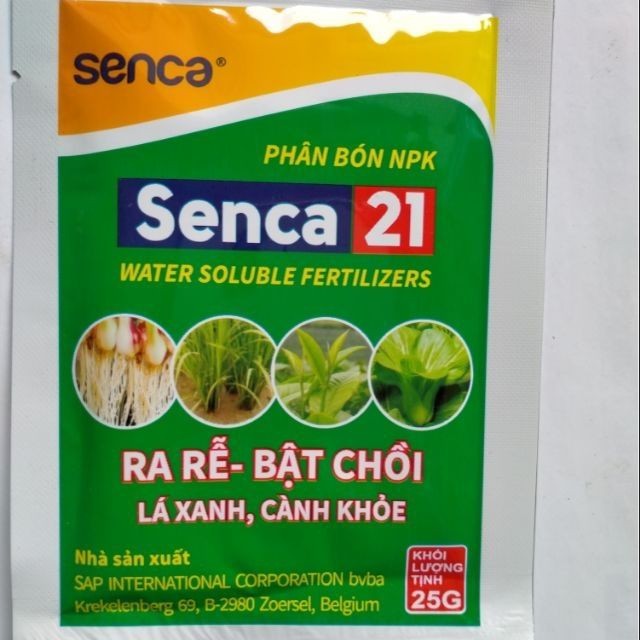 senca®
PHÂN BÓN NPK
Senca 21
WATER SOLUBLE FERTILIZERS
RA RỄ- BẬT CHỒI
LÁ XANH, CÀNH KHỎE
Nhà sản xuất
SAP INTERNATIONAL CORPORATION bvba
Krekelenberg 69, B-2980 Zoersel, Belgium
KHỐI
LƯỢNG
TỊNH
25G